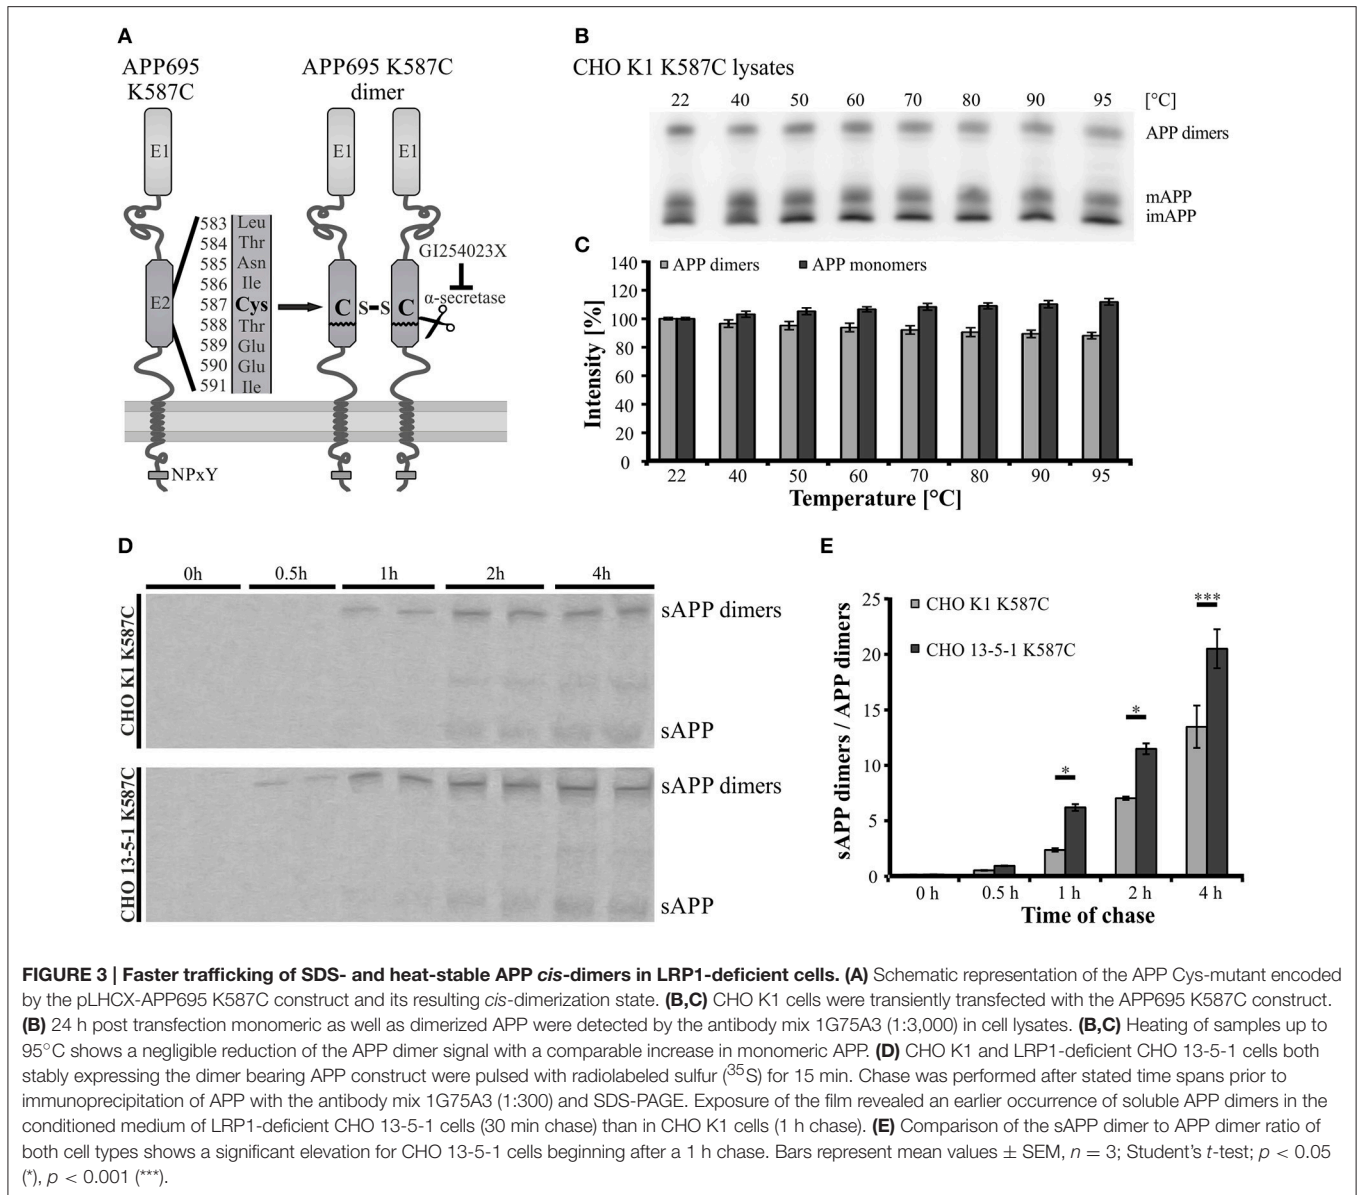 A
APP695
K587C
APP695 K587C
dimer
E1
E1
E1
583 Leu
584 Thr
585 Asn
586 Ile
587 Cys
588 Thr
589 Glu
590 Glu
591 Ile
E2
C S-S C
GI254023X
α-secretase
NPxY
B
CHO K1 K587C lysates
22 40 50 60 70 80 90 95 [°C]
APP dimers
mAPP
imAPP
C
APP dimers APP monomers
140
120
100
80
60
40
20
0
Intensity [%]
22 40 50 60 70 80 90 95
Temperature [°C]
D
0h 0.5h 1h 2h 4h
CHO K1 K587C
sAPP dimers
sAPP
CHO 13-5-1 K587C
sAPP dimers
sAPP
E
CHO K1 K587C
CHO 13-5-1 K587C
25
20
15
10
5
0
sAPP dimers / APP dimers
*
*
***
0 h 0.5 h 1 h 2 h 4 h
Time of chase
FIGURE 3 | Faster trafficking of SDS- and heat-stable APP cis-dimers in LRP1-deficient cells. (A) Schematic representation of the APP Cys-mutant encoded
by the pLHCX-APP695 K587C construct and its resulting cis-dimerization state. (B,C) CHO K1 cells were transiently transfected with the APP695 K587C construct.
(B) 24 h post transfection monomeric as well as dimerized APP were detected by the antibody mix 1G75A3 (1:3,000) in cell lysates. (B,C) Heating of samples up to
95°C shows a negligible reduction of the APP dimer signal with a comparable increase in monomeric APP. (D) CHO K1 and LRP1-deficient CHO 13-5-1 cells both
stably expressing the dimer bearing APP construct were pulsed with radiolabeled sulfur (³⁵S) for 15 min. Chase was performed after stated time spans prior to
immunoprecipitation of APP with the antibody mix 1G75A3 (1:300) and SDS-PAGE. Exposure of the film revealed an earlier occurrence of soluble APP dimers in the
conditioned medium of LRP1-deficient CHO 13-5-1 cells (30 min chase) than in CHO K1 cells (1 h chase). (E) Comparison of the sAPP dimer to APP dimer ratio of
both cell types shows a significant elevation for CHO 13-5-1 cells beginning after a 1 h chase. Bars represent mean values ± SEM, n = 3; Student's t-test; p < 0.05
(*), p < 0.001 (***).